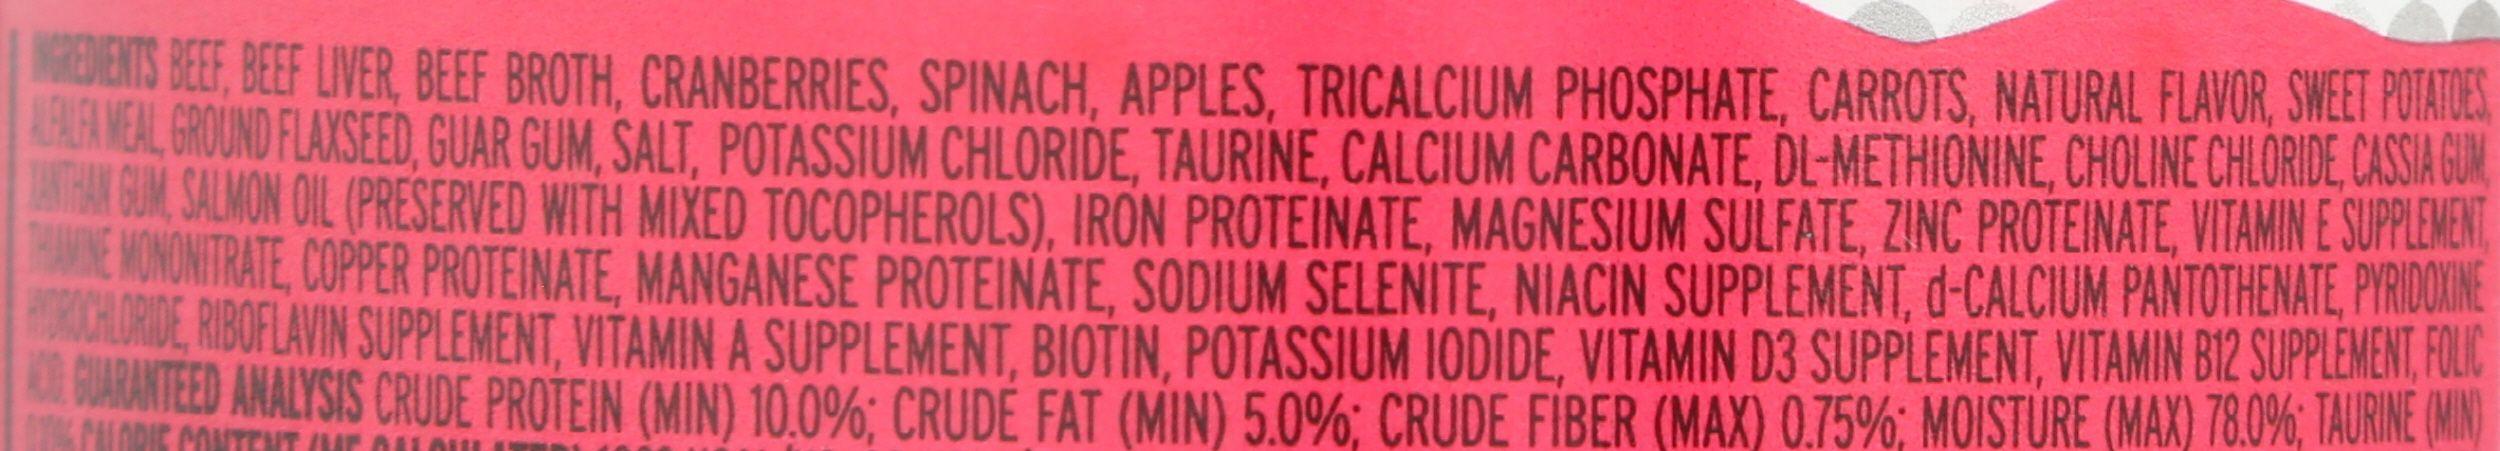 INGREDIENTS BEEF, BEEF LIVER, BEEF BROTH, CRANBERRIES, SPINACH, APPLES, TRICALCIUM PHOSPHATE, CARROTS, NATURAL FLAVOR, SWEET POTATOES,
ALFALFA MEAL, GROUND FLAXSEED, GUAR GUM, SALT, POTASSIUM CHLORIDE, TAURINE, CALCIUM CARBONATE, DL-METHIONINE, CHOLINE CHLORIDE, CASSIA GUM,
XANTHAN GUM, SALMON OIL (PRESERVED WITH MIXED TOCOPHEROLS), IRON PROTEINATE, MAGNESIUM SULFATE, ZINC PROTEINATE, VITAMIN E SUPPLEMENT,
THIAMINE MONONITRATE, COPPER PROTEINATE, MANGANESE PROTEINATE, SODIUM SELENITE, NIACIN SUPPLEMENT, d-CALCIUM PANTOTHENATE, PYRIDOXINE
HYDROCHLORIDE, RIBOFLAVIN SUPPLEMENT, VITAMIN A SUPPLEMENT, BIOTIN, POTASSIUM IODIDE, VITAMIN D3 SUPPLEMENT, VITAMIN B12 SUPPLEMENT, FOLIC
ACID. GUARANTEED ANALYSIS CRUDE PROTEIN (MIN) 10.0%; CRUDE FAT (MIN) 5.0%; CRUDE FIBER (MAX) 0.75%; MOISTURE (MAX) 78.0%; TAURINE (MIN)
CALORIE CONTENT (ME CALCULATED)